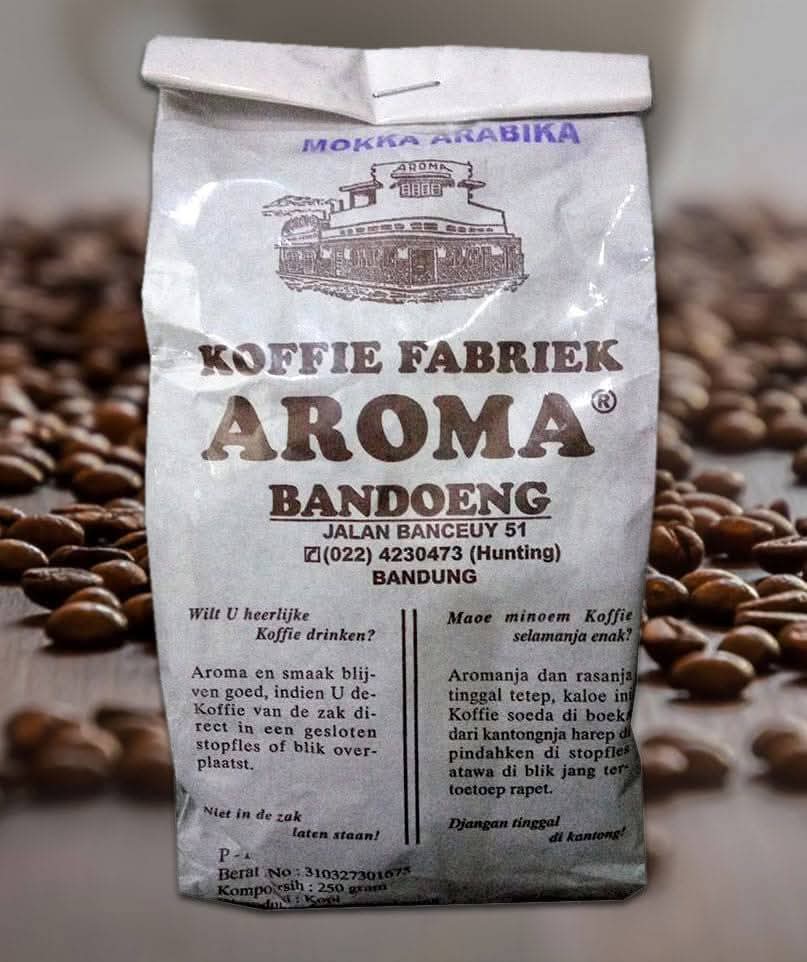 MOKKA ARABIKA
AROMA
KOFFIE FABRIEK
AROMA®
BANDOENG
JALAN BANCEUY 51
(022) 4230473 (Hunting)
BANDUNG
Wilt U heerlijke
Koffie drinken?
Aroma en smaak blij-
ven goed, indien U de-
Koffie van de zak di-
rect in een gesloten
stopfles of blik over-
plaatst.
Niet in de zak
laten staan!
Maoe minoem Koffie
selamanja enak?
Aromanja dan rasanja
tinggal tetep, kaloe ini
Koffie soeda di boeka
dari kantongnja harep di
pindahken di stopfles
atawa di blik jang ter-
toetoep rapet.
Djangan tinggal
di kantong!
No : 310327301675
: 250 gram
: Kopi